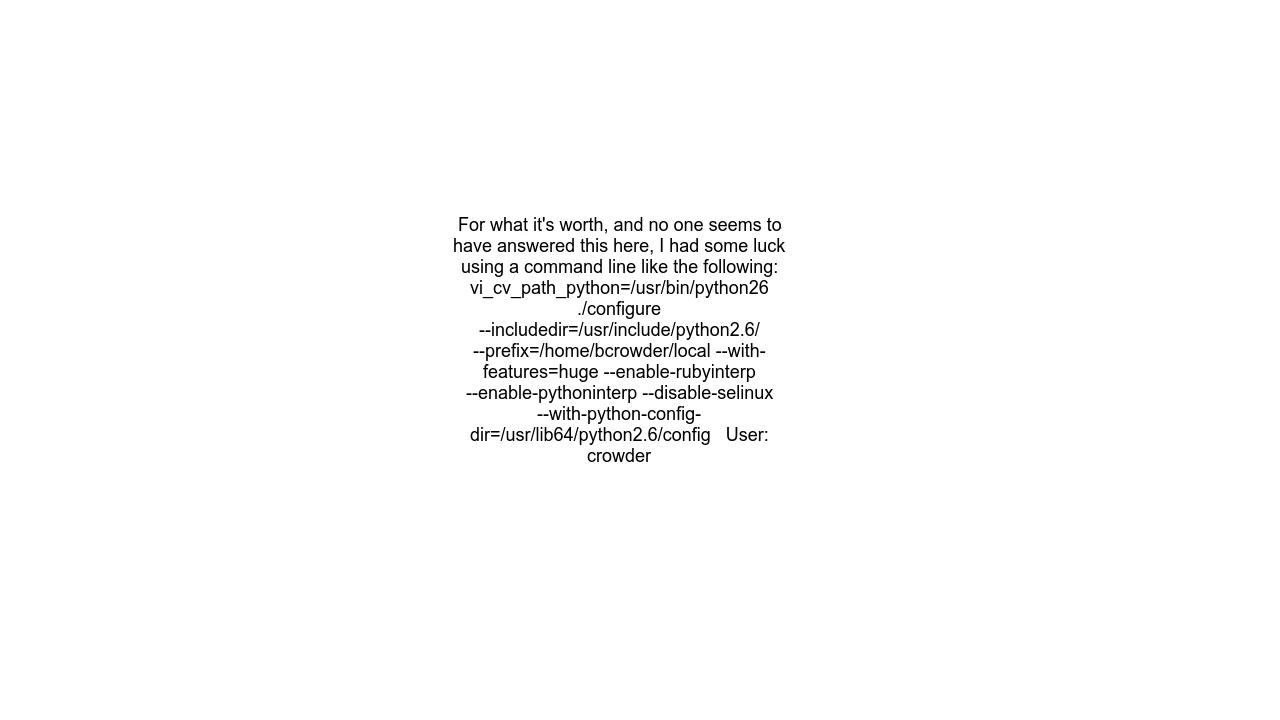 For what it's worth, and no one seems to
have answered this here, I had some luck
using a command line like the following:
vi_cv_path_python=/usr/bin/python26
./configure
--includedir=/usr/include/python2.6/
--prefix=/home/bcrowder/local --with-
features=huge --enable-rubyinterp
--enable-pythoninterp --disable-selinux
--with-python-config-
dir=/usr/lib64/python2.6/config   User:
crowder